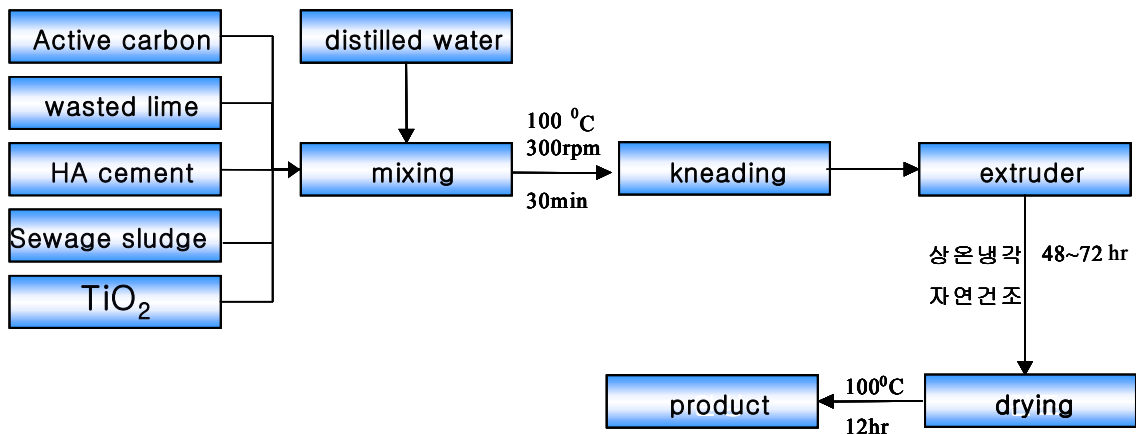 Active carbon
distilled water
wasted lime
HA cement
Sewage sludge
TiO₂
mixing
100 ⁰C
300rpm
30min
kneading
extruder
상온냉각 48~72 hr
자연건조
drying
100⁰C
12hr
product